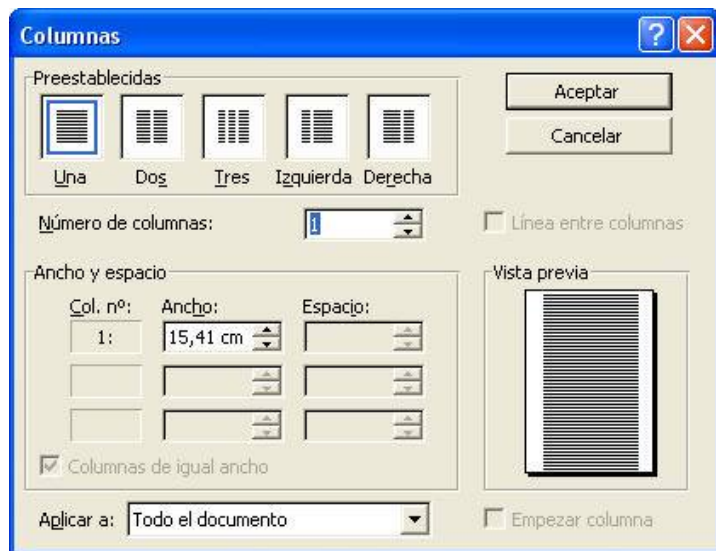 Columnas
Preestablecidas
Una Dos Tres Izquierda Derecha
Aceptar
Cancelar
Número de columnas: 1
Línea entre columnas
Ancho y espacio
Col. nº: Ancho: Espacio:
1: 15,41 cm
Columnas de igual ancho
Vista previa
Aplicar a: Todo el documento
Empezar columna